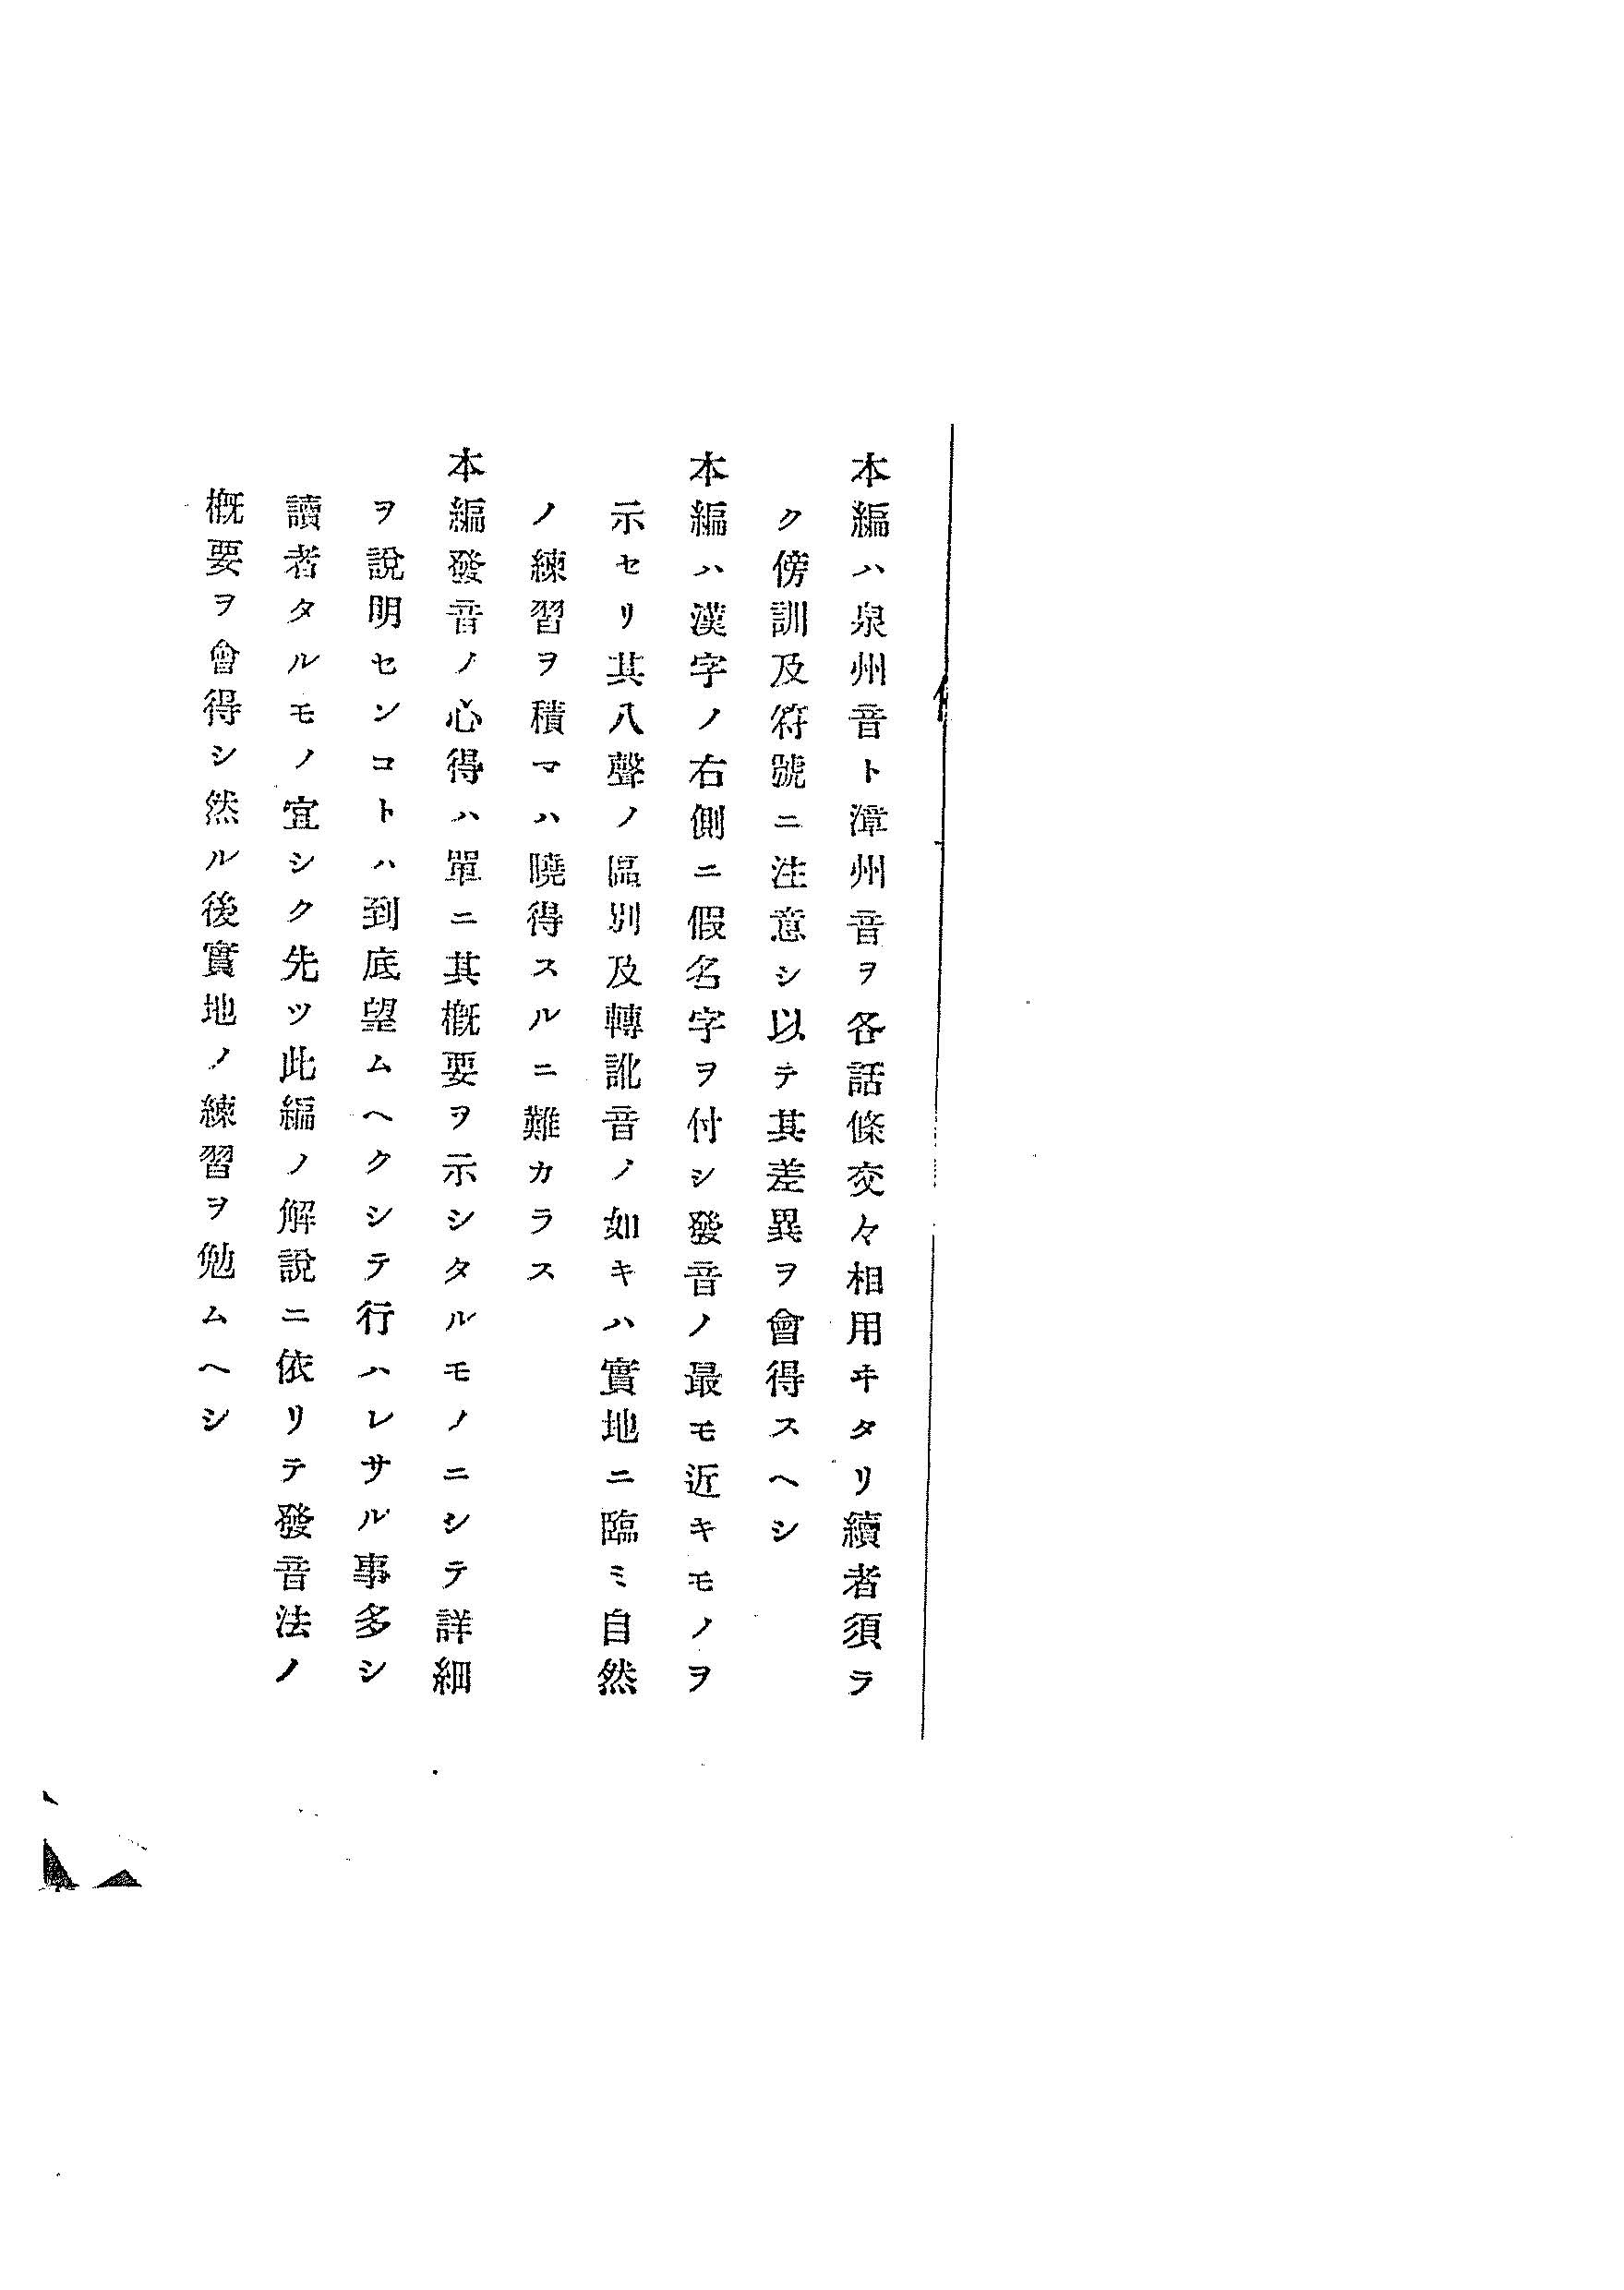 本編ハ泉州音ト漳州音ヲ各話條交々相用ヰタリ續者須ラ
ク傍訓及符號ニ注意シ以テ其差異ヲ會得スヘシ
本編ハ漢字ノ右側ニ假名字ヲ付シ發音ノ最モ近キモノヲ
示セリ其八聲ノ區別及轉訛音ノ如キハ實地ニ臨ミ自然
ノ練習ヲ積マハ曉得スルニ難カラス
本編發音ノ心得ハ單ニ其概要ヲ示シタルモノニシテ詳細
ヲ說明センコトハ到底望ムヘクシテ行ハレサル事多シ
讀者タルモノ宜シク先ツ此編ノ解說ニ依リテ發音法ノ
概要ヲ會得シ然ル後實地ノ練習ヲ勉ムヘシ